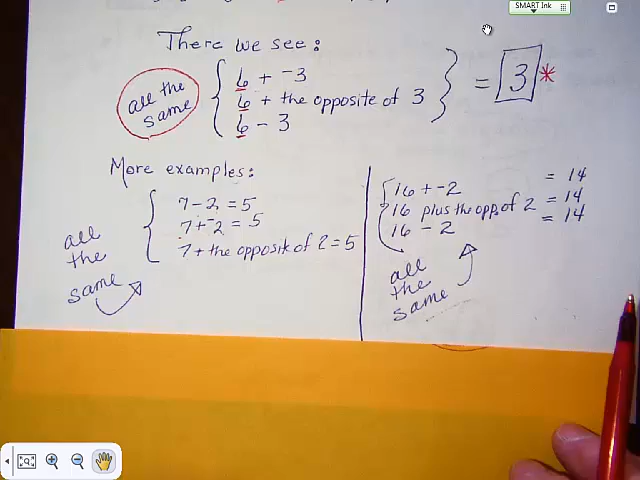 SMART Ink
There we see:
all the
same
6 + -3
6 + the opposite of 3
6 - 3
= 3 *
More examples:
7 - 2 = 5
7 + -2 = 5
7 + the opposite of 2 = 5
all
the
same
16 + -2 = 14
16 plus the opp. of 2 = 14
16 - 2 = 14
all
the
same